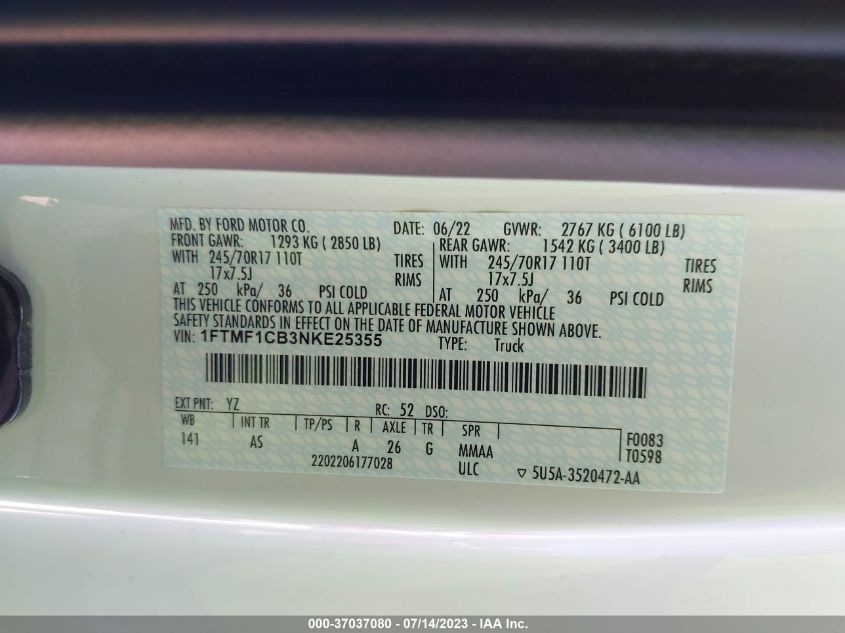 MFD. BY FORD MOTOR CO. DATE: 06/22 GVWR: 2767 KG ( 6100 LB)
FRONT GAWR: 1293 KG ( 2850 LB) REAR GAWR: 1542 KG ( 3400 LB)
WITH 245/70R17 110T TIRES WITH 245/70R17 110T TIRES
17x7.5J RIMS 17x7.5J RIMS
AT 250 kPa/ 36 PSI COLD AT 250 kPa/ 36 PSI COLD
THIS VEHICLE CONFORMS TO ALL APPLICABLE FEDERAL MOTOR VEHICLE
SAFETY STANDARDS IN EFFECT ON THE DATE OF MANUFACTURE SHOWN ABOVE.
VIN: 1FTMF1CB3NKE25355 TYPE: Truck
EXT PNT: YZ RC: 52 DSO:
WB INT TR TP/PS R AXLE TR SPR F0083
141 AS A 26 G MMAA T0598
2202206177028 ULC ▽ 5U5A-3520472-AA
000-37037080 - 07/14/2023 - IAA Inc.